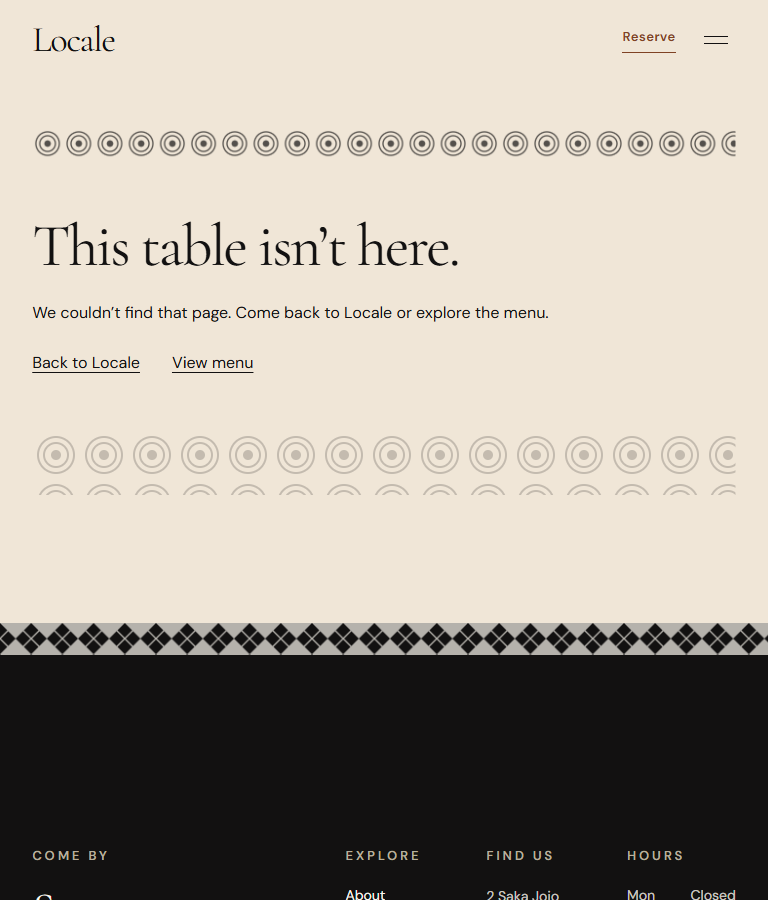 Locale
Reserve
This table isn’t here.
We couldn’t find that page. Come back to Locale or explore the menu.
Back to Locale
View menu
COME BY
EXPLORE
FIND US
HOURS
About
2 Saka Jojo
Mon
Closed